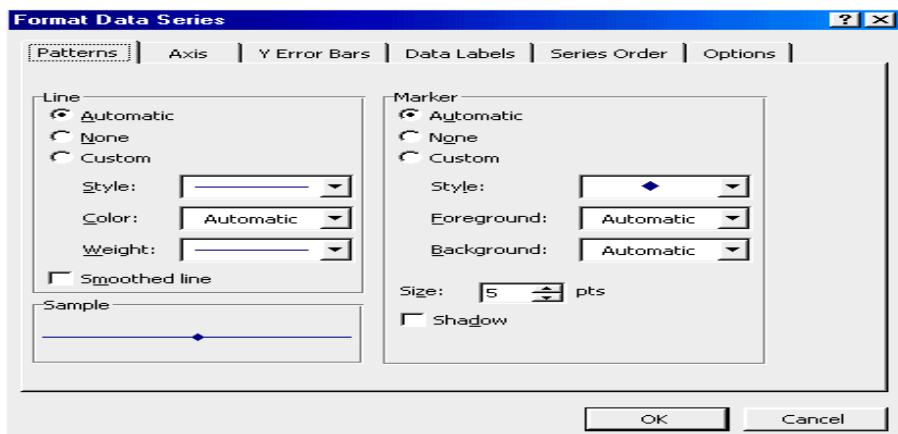 Format Data Series
? X
Patterns Axis Y Error Bars Data Labels Series Order Options
Line
Automatic
None
Custom
Style:
Color: Automatic
Weight:
Smoothed line
Sample
Marker
Automatic
None
Custom
Style:
Foreground: Automatic
Background: Automatic
Size: 5 pts
Shadow
OK Cancel